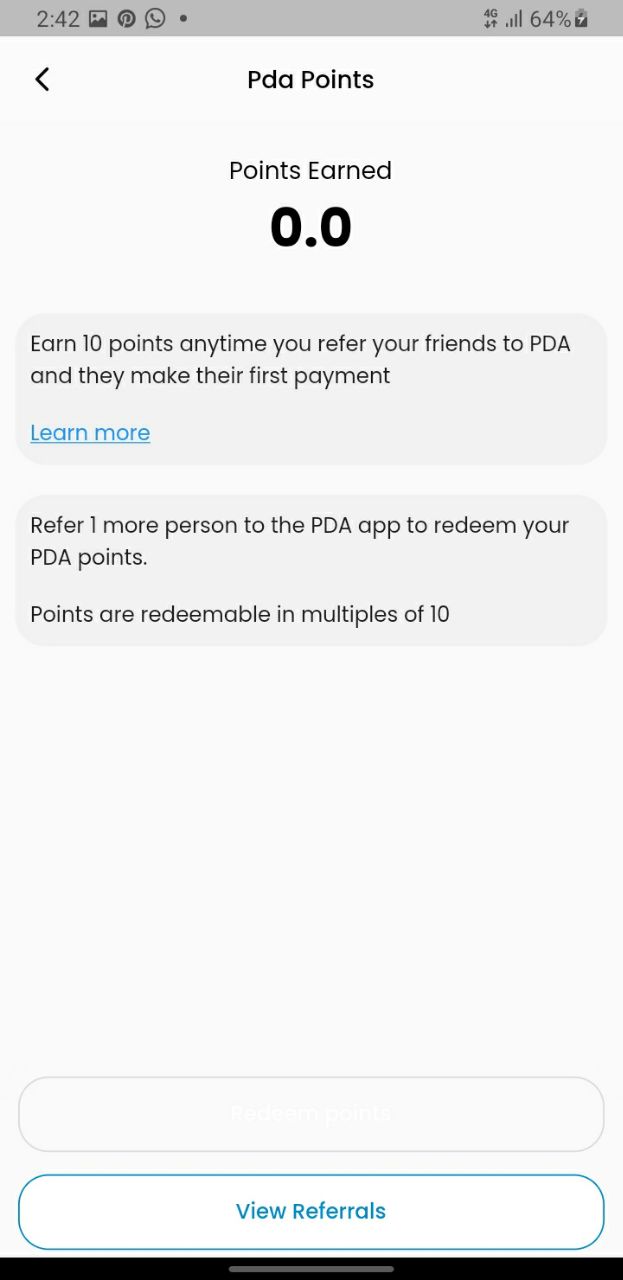 2:42
4G
64%
Pda Points
Points Earned
0.0
Earn 10 points anytime you refer your friends to PDA
and they make their first payment
Learn more
Refer 1 more person to the PDA app to redeem your
PDA points.
Points are redeemable in multiples of 10
Redeem points
View Referrals